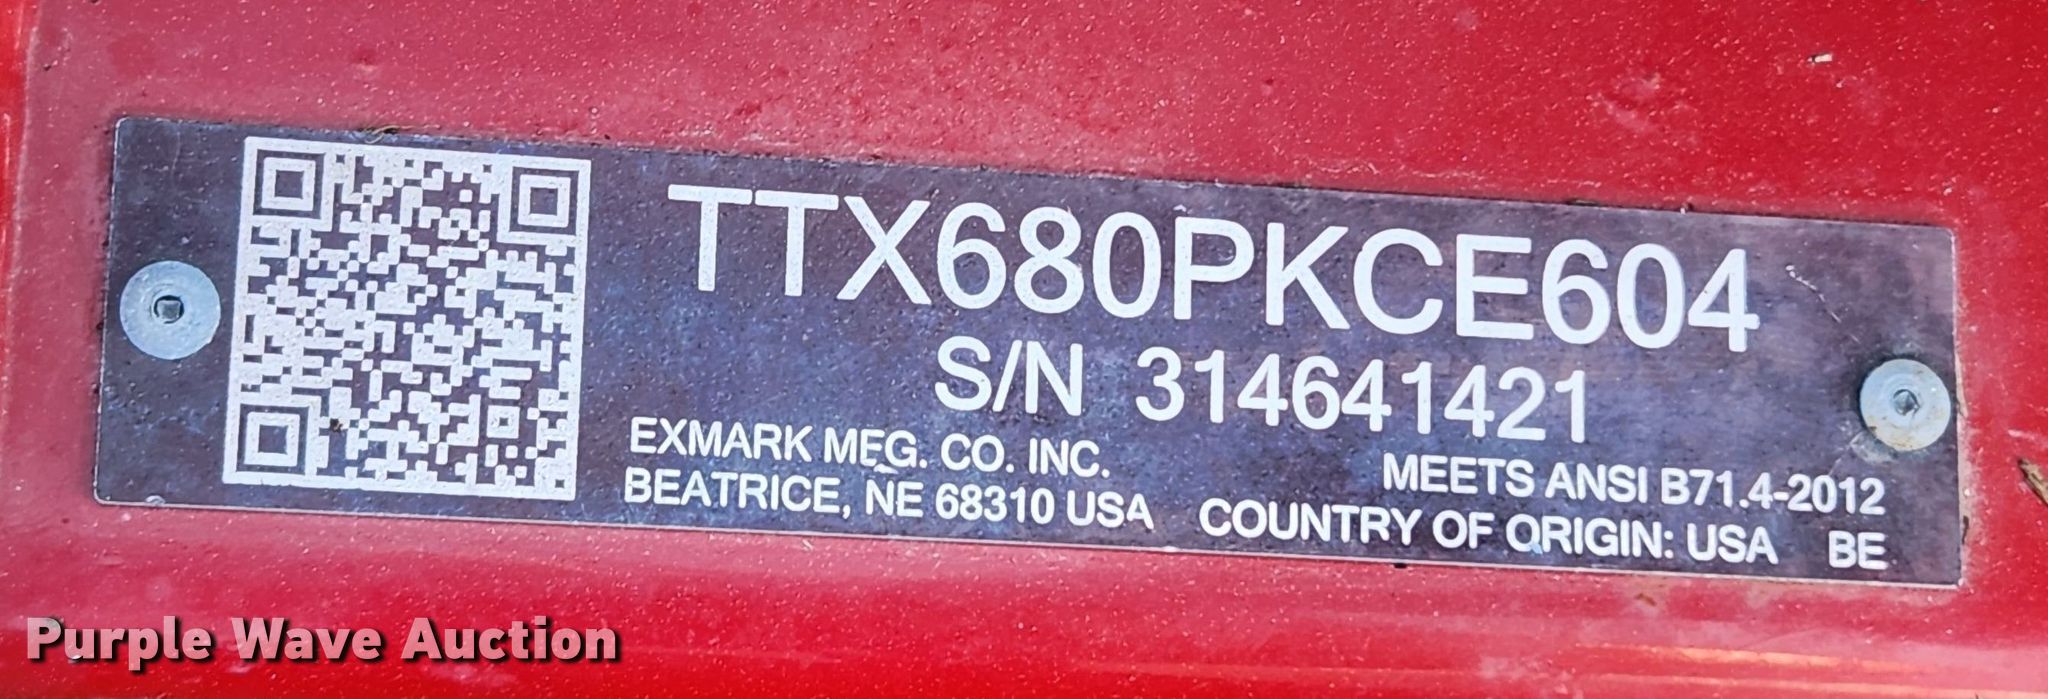 TTX680PKCE604
S/N 314641421
EXMARK MFG. CO. INC.
BEATRICE, NE 68310 USA
MEETS ANSI B71.4-2012
COUNTRY OF ORIGIN: USA BE
Purple Wave Auction